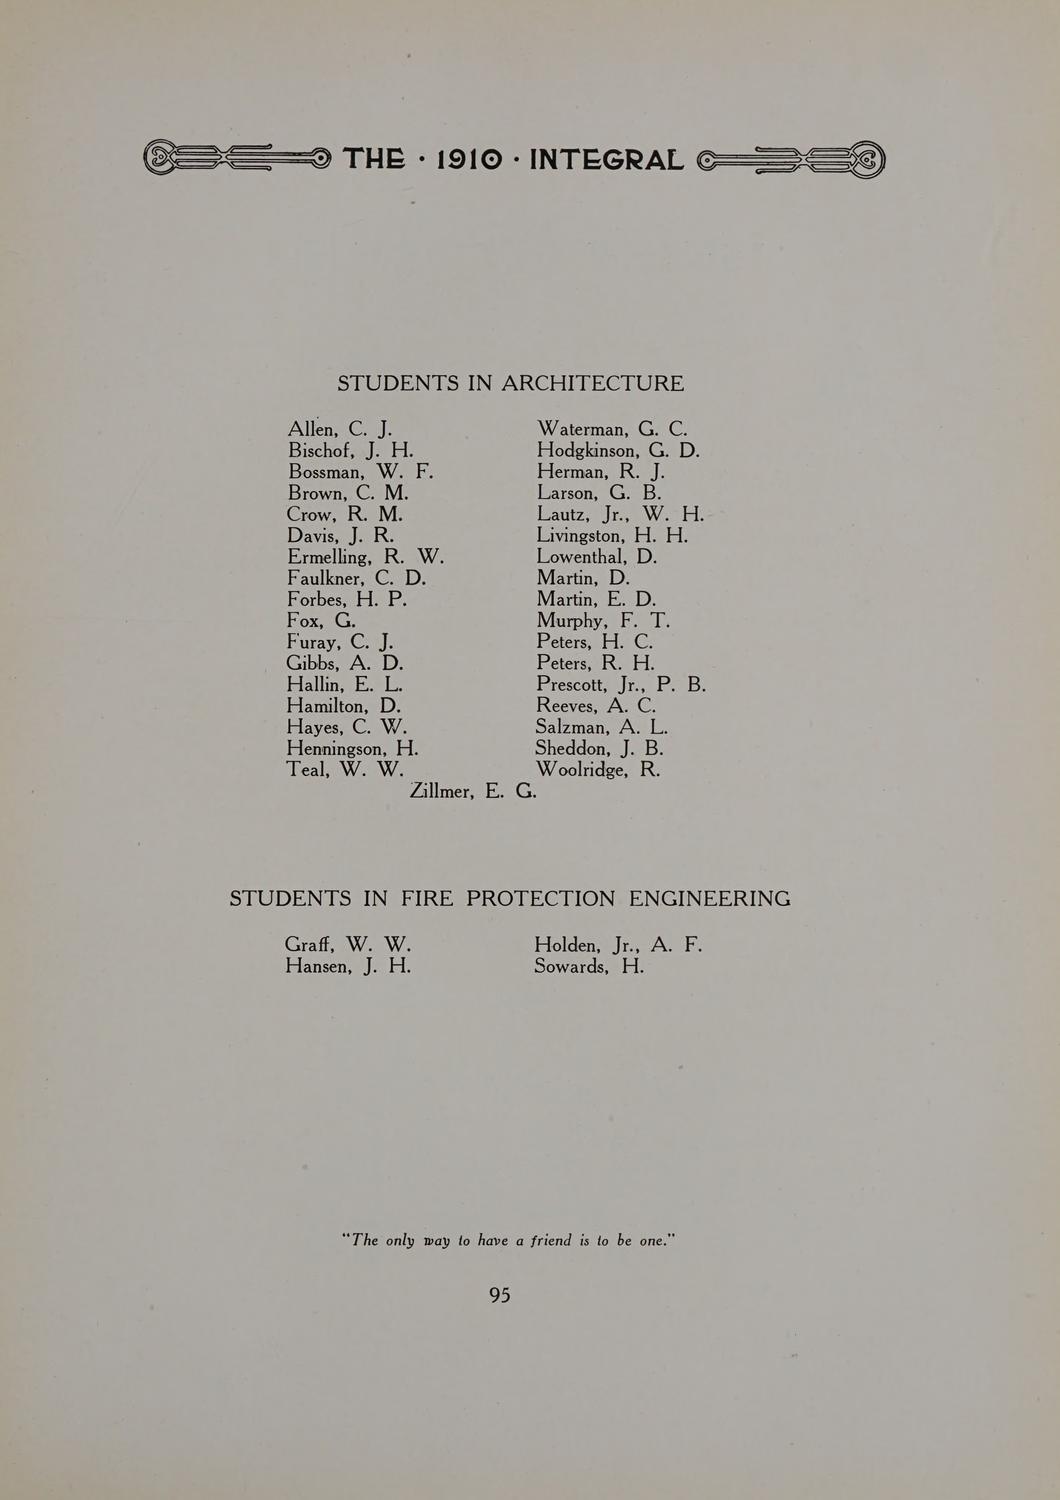 THE · 1910 · INTEGRAL
STUDENTS IN ARCHITECTURE
Allen, C. J.
Bischof, J. H.
Bossman, W. F.
Brown, C. M.
Crow, R. M.
Davis, J. R.
Ermelling, R. W.
Faulkner, C. D.
Forbes, H. P.
Fox, G.
Furay, C. J.
Gibbs, A. D.
Hallin, E. L.
Hamilton, D.
Hayes, C. W.
Henningson, H.
Teal, W. W.
Waterman, G. C.
Hodgkinson, G. D.
Herman, R. J.
Larson, G. B.
Lautz, Jr., W. H.
Livingston, H. H.
Lowenthal, D.
Martin, D.
Martin, E. D.
Murphy, F. T.
Peters, H. C.
Peters, R. H.
Prescott, Jr., P. B.
Reeves, A. C.
Salzman, A. L.
Sheddon, J. B.
Woolridge, R.
Zillmer, E. G.
STUDENTS IN FIRE PROTECTION ENGINEERING
Graff, W. W.
Hansen, J. H.
Holden, Jr., A. F.
Sowards, H.
"The only way to have a friend is to be one."
95